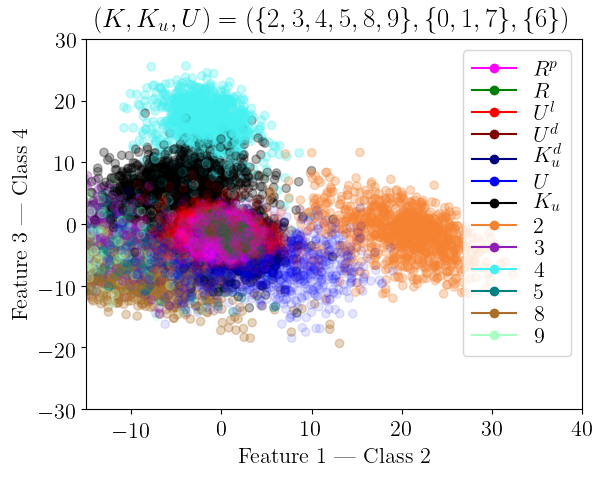 (K, K_u, U) = ({2, 3, 4, 5, 8, 9}, {0, 1, 7}, {6})
30
20
10
0
−10
−20
−30
−10
0
10
20
30
40
Feature 3 — Class 4
Feature 1 — Class 2
R^p
R
U^l
U^d
K_u^d
U
K_u
2
3
4
5
8
9